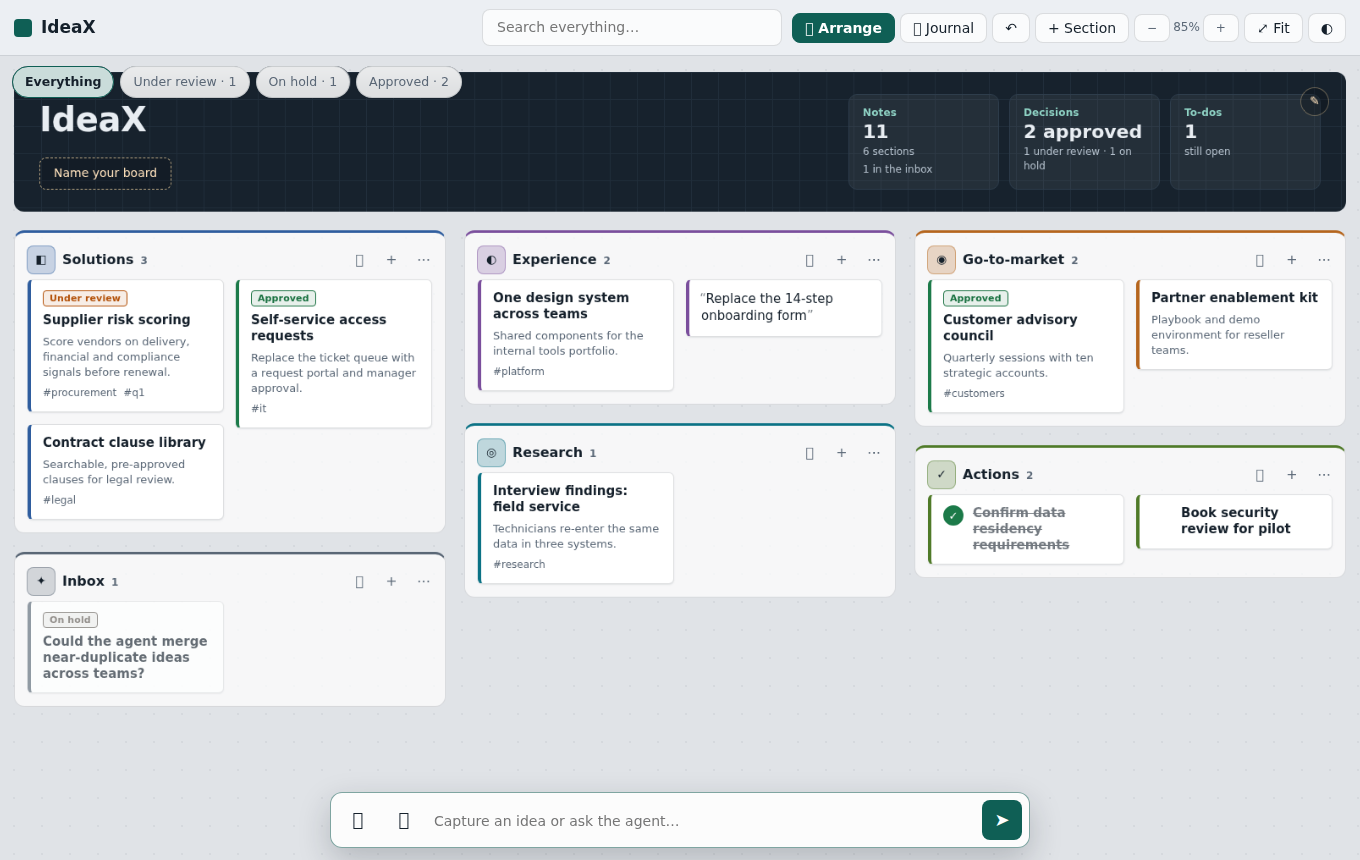 IdeaX
Search everything…
Arrange
Journal
+ Section
85%
Fit
Everything
Under review · 1
On hold · 1
Approved · 2
IdeaX
Name your board
Notes
11
6 sections
1 in the inbox
Decisions
2 approved
1 under review · 1 on
hold
To-dos
1
still open
Solutions 3
Under review
Supplier risk scoring
Score vendors on delivery,
financial and compliance
signals before renewal.
#procurement #q1
Approved
Self-service access
requests
Replace the ticket queue with
a request portal and manager
approval.
#it
Contract clause library
Searchable, pre-approved
clauses for legal review.
#legal
Inbox 1
On hold
Could the agent merge
near-duplicate ideas
across teams?
Experience 2
One design system
across teams
Shared components for the
internal tools portfolio.
#platform
“Replace the 14-step
onboarding form”
Research 1
Interview findings:
field service
Technicians re-enter the same
data in three systems.
#research
Go-to-market 2
Approved
Customer advisory
council
Quarterly sessions with ten
strategic accounts.
#customers
Partner enablement kit
Playbook and demo
environment for reseller
teams.
Actions 2
Confirm data
residency
requirements
Book security
review for pilot
Capture an idea or ask the agent…